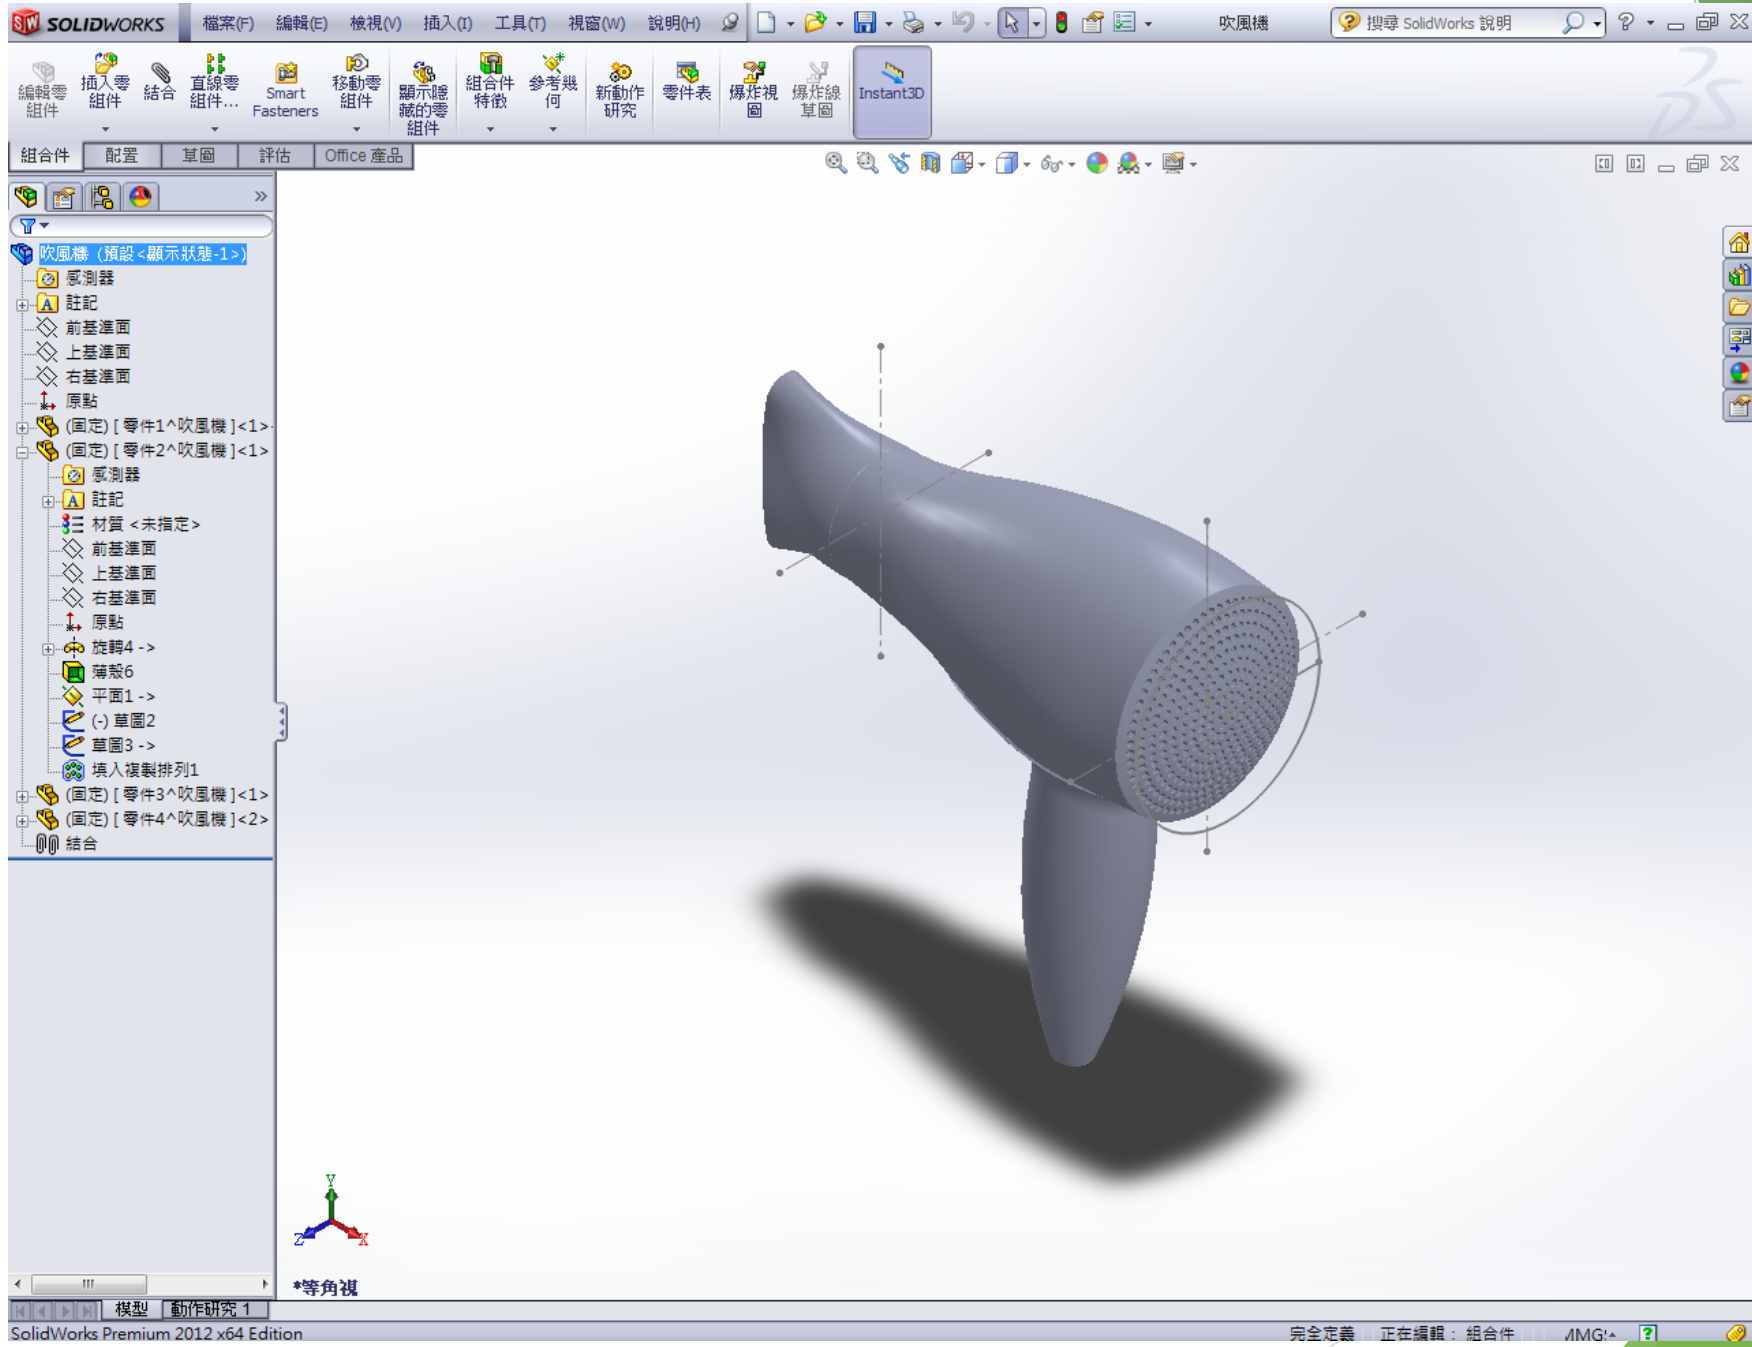 SOLIDWORKS 檔案(F) 編輯(E) 檢視(V) 插入(I) 工具(T) 視窗(W) 說明(H) 吹風機 搜尋 SolidWorks 說明
編輯零組件
插入零組件
結合
直線零組件...
Smart Fasteners
移動零組件
顯示隱藏的零組件
組合件特徵
參考幾何
新動作研究
零件表
爆炸視圖
爆炸線草圖
Instant3D
組合件 配置 草圖 評估 Office 產品
吹風機 (預設<顯示狀態-1>)
感測器
註記
前基準面
上基準面
右基準面
原點
(固定) [ 零件1^吹風機 ]<1>
(固定) [ 零件2^吹風機 ]<1>
感測器
註記
材質 <未指定>
前基準面
上基準面
右基準面
原點
旋轉4 ->
薄殼6
平面1 ->
(-) 草圖2
草圖3 ->
填入複製排列1
(固定) [ 零件3^吹風機 ]<1>
(固定) [ 零件4^吹風機 ]<2>
結合
Y
Z X
*等角視
模型 動作研究 1
SolidWorks Premium 2012 x64 Edition 完全定義 正在編輯： 組合件